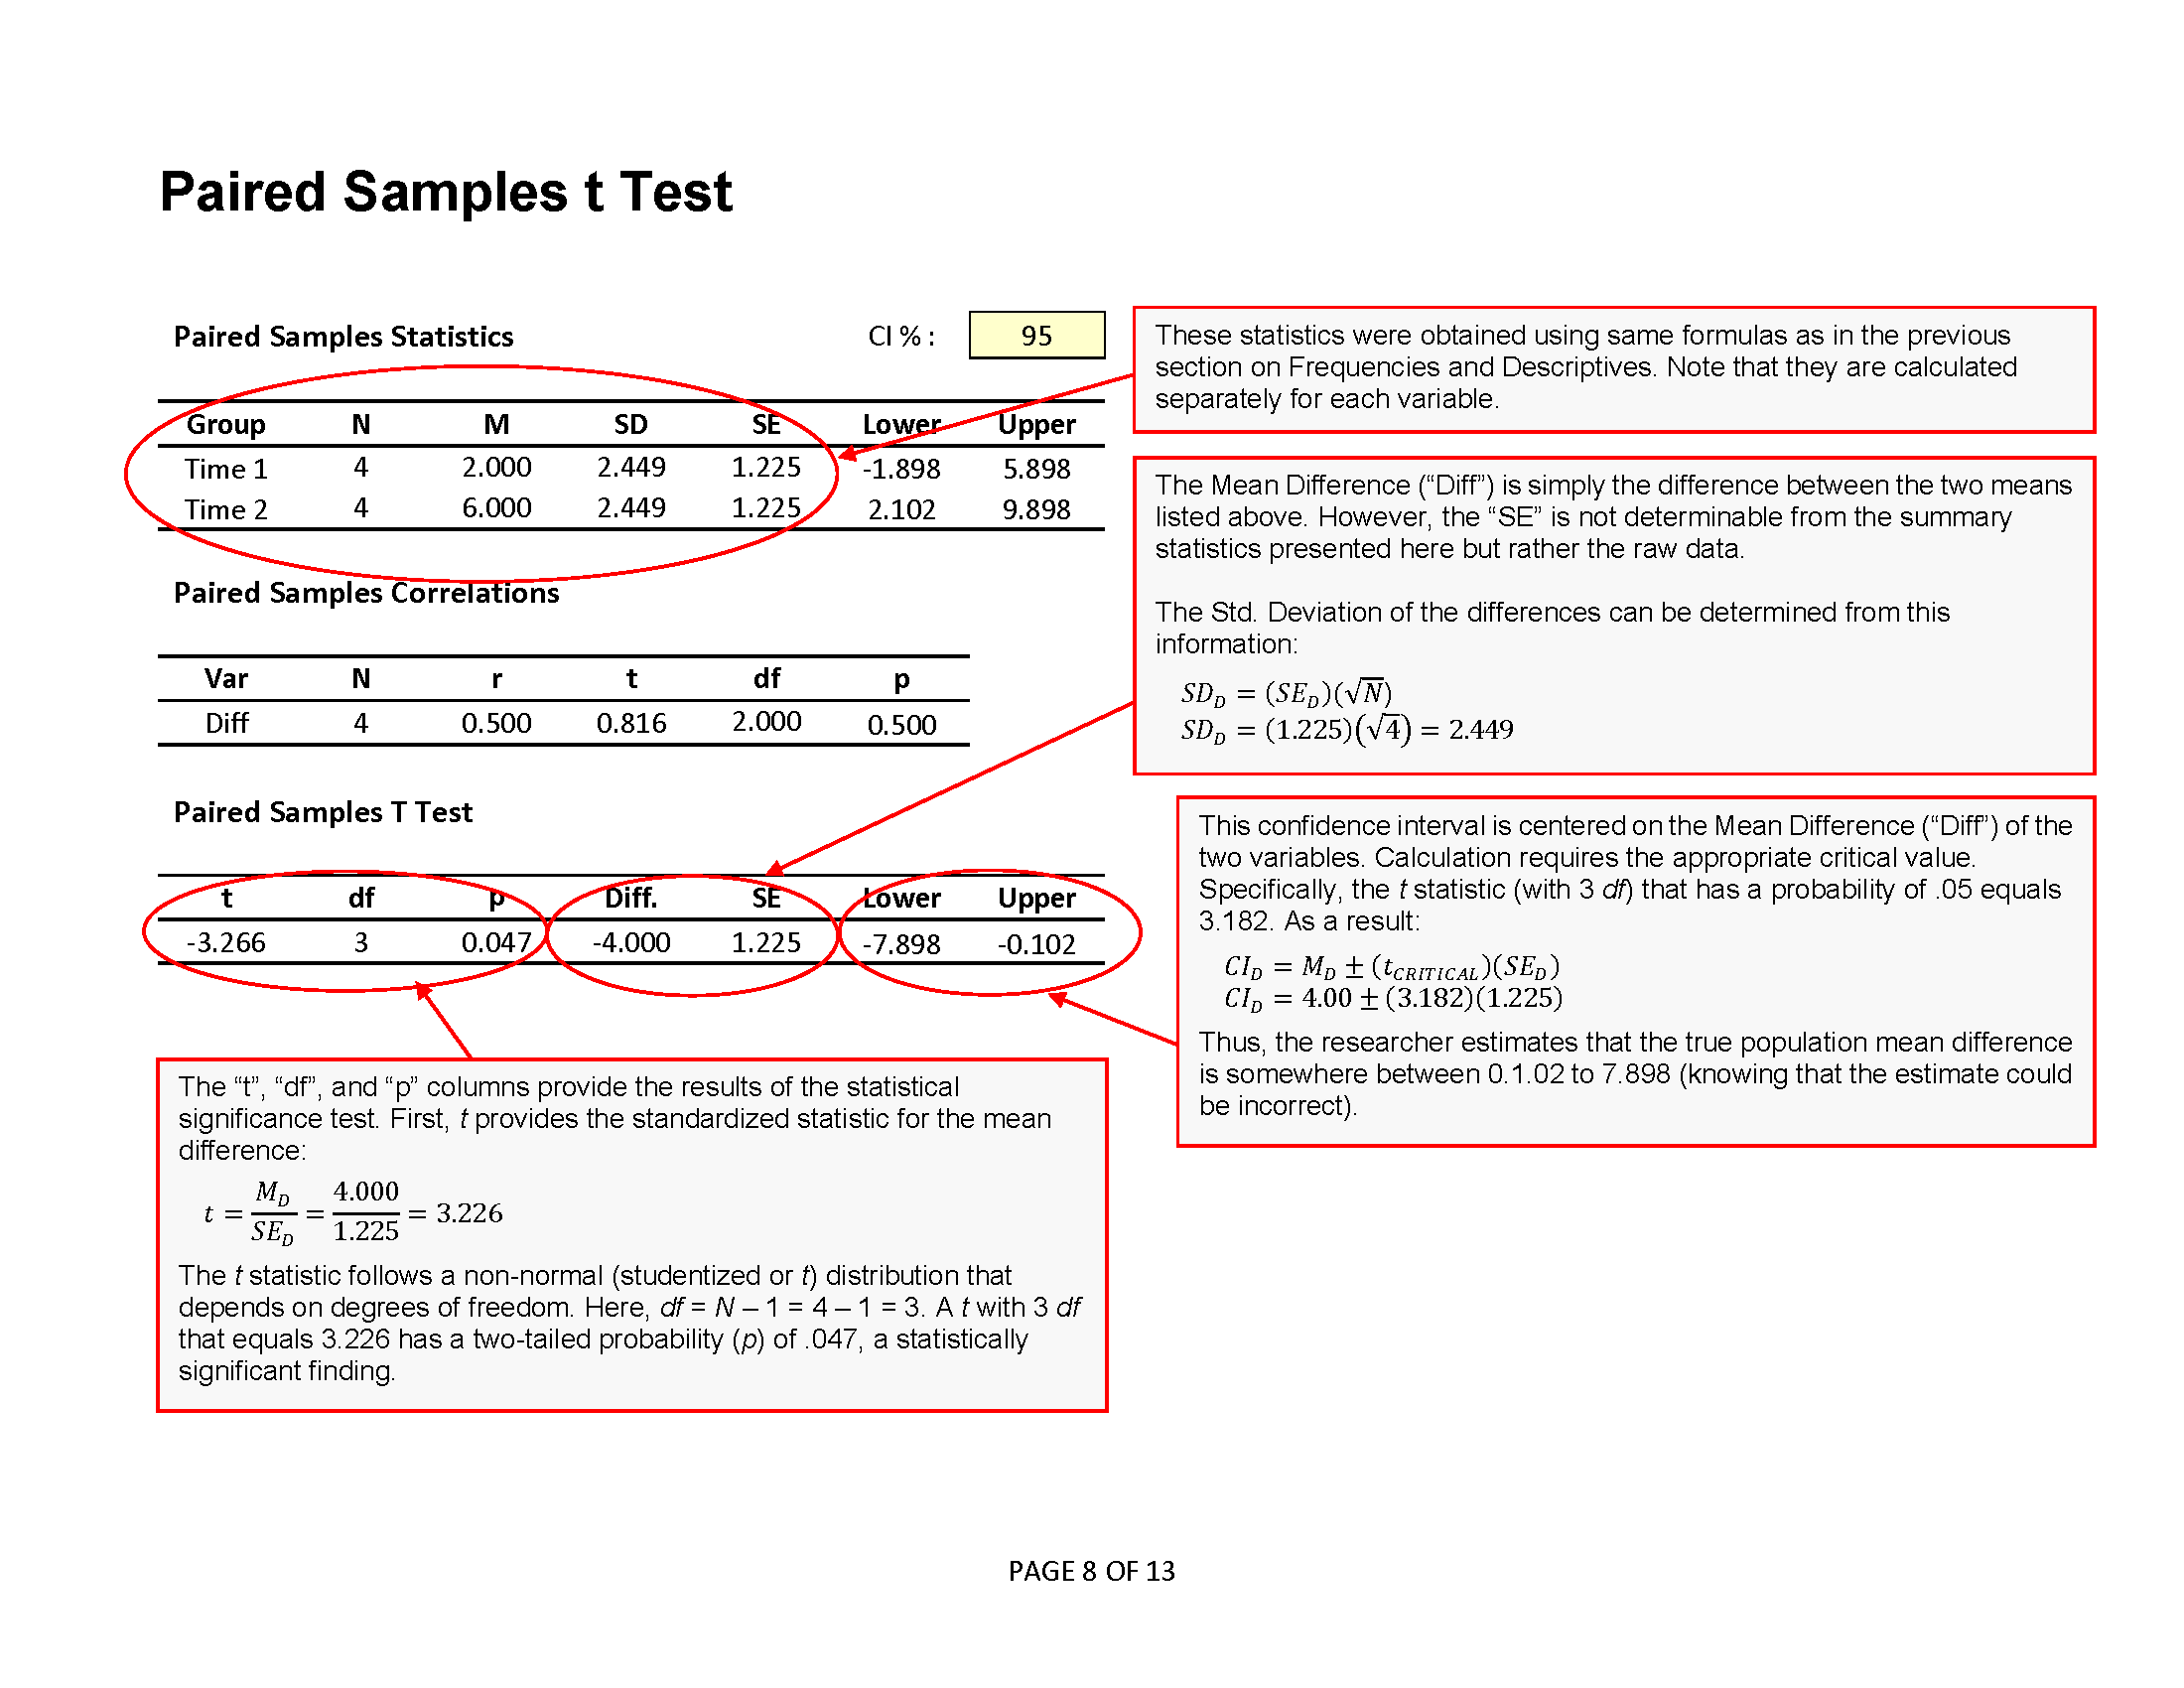 Paired Samples t Test
Paired Samples Statistics CI % : 95
Group N M SD SE Lower Upper
Time 1 4 2.000 2.449 1.225 -1.898 5.898
Time 2 4 6.000 2.449 1.225 2.102 9.898
Paired Samples Correlations
Var N r t df p
Diff 4 0.500 0.816 2.000 0.500
Paired Samples T Test
t df p Diff. SE Lower Upper
-3.266 3 0.047 -4.000 1.225 -7.898 -0.102
These statistics were obtained using same formulas as in the previous
section on Frequencies and Descriptives. Note that they are calculated
separately for each variable.
The Mean Difference (“Diff”) is simply the difference between the two means
listed above. However, the “SE” is not determinable from the summary
statistics presented here but rather the raw data.
The Std. Deviation of the differences can be determined from this
information:
SD_D = (SE_D)(√N)
SD_D = (1.225)(√4) = 2.449
This confidence interval is centered on the Mean Difference (“Diff”) of the
two variables. Calculation requires the appropriate critical value.
Specifically, the t statistic (with 3 df) that has a probability of .05 equals
3.182. As a result:
CI_D = M_D ± (t_CRITICAL)(SE_D)
CI_D = 4.00 ± (3.182)(1.225)
Thus, the researcher estimates that the true population mean difference
is somewhere between 0.1.02 to 7.898 (knowing that the estimate could
be incorrect).
The “t”, “df”, and “p” columns provide the results of the statistical
significance test. First, t provides the standardized statistic for the mean
difference:
t = M_D / SE_D = 4.000 / 1.225 = 3.226
The t statistic follows a non-normal (studentized or t) distribution that
depends on degrees of freedom. Here, df = N – 1 = 4 – 1 = 3. A t with 3 df
that equals 3.226 has a two-tailed probability (p) of .047, a statistically
significant finding.
PAGE 8 OF 13